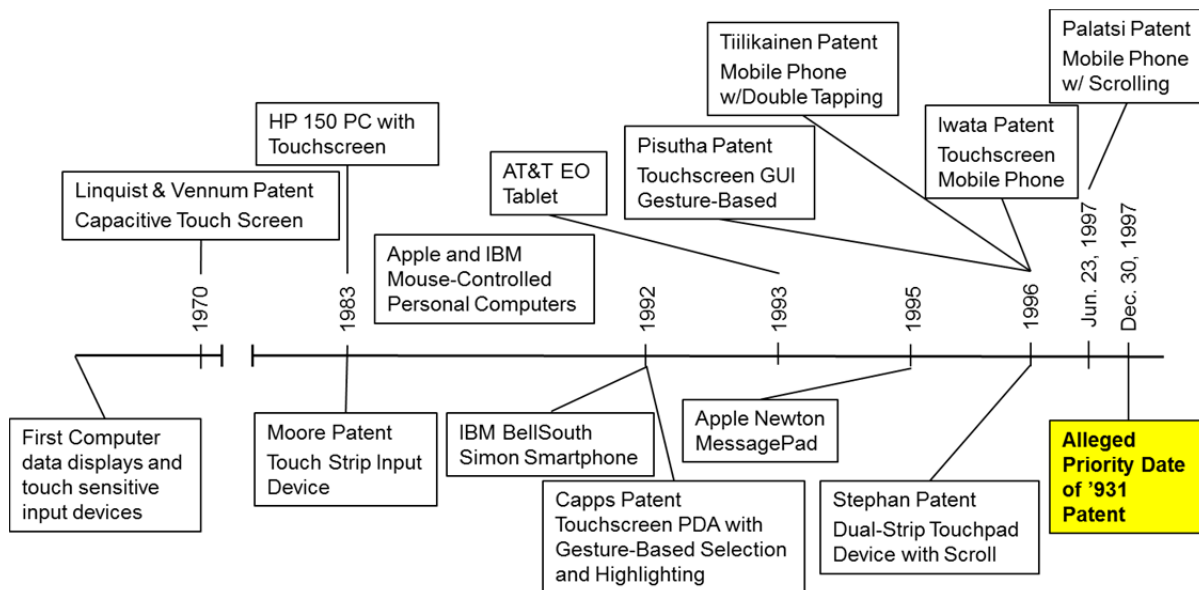 Tiilikainen Patent
Mobile Phone
w/Double Tapping
Palatsi Patent
Mobile Phone
w/ Scrolling
HP 150 PC with
Touchscreen
Iwata Patent
Touchscreen
Mobile Phone
Pisutha Patent
Touchscreen GUI
Gesture-Based
AT&T EO
Tablet
Linquist & Vennum Patent
Capacitive Touch Screen
Apple and IBM
Mouse-Controlled
Personal Computers
1970
1983
1992
1993
1995
1996
Jun. 23, 1997
Dec. 30, 1997
First Computer
data displays and
touch sensitive
input devices
Moore Patent
Touch Strip Input
Device
IBM BellSouth
Simon Smartphone
Capps Patent
Touchscreen PDA with
Gesture-Based Selection
and Highlighting
Apple Newton
MessagePad
Stephan Patent
Dual-Strip Touchpad
Device with Scroll
Alleged
Priority Date
of ’931
Patent